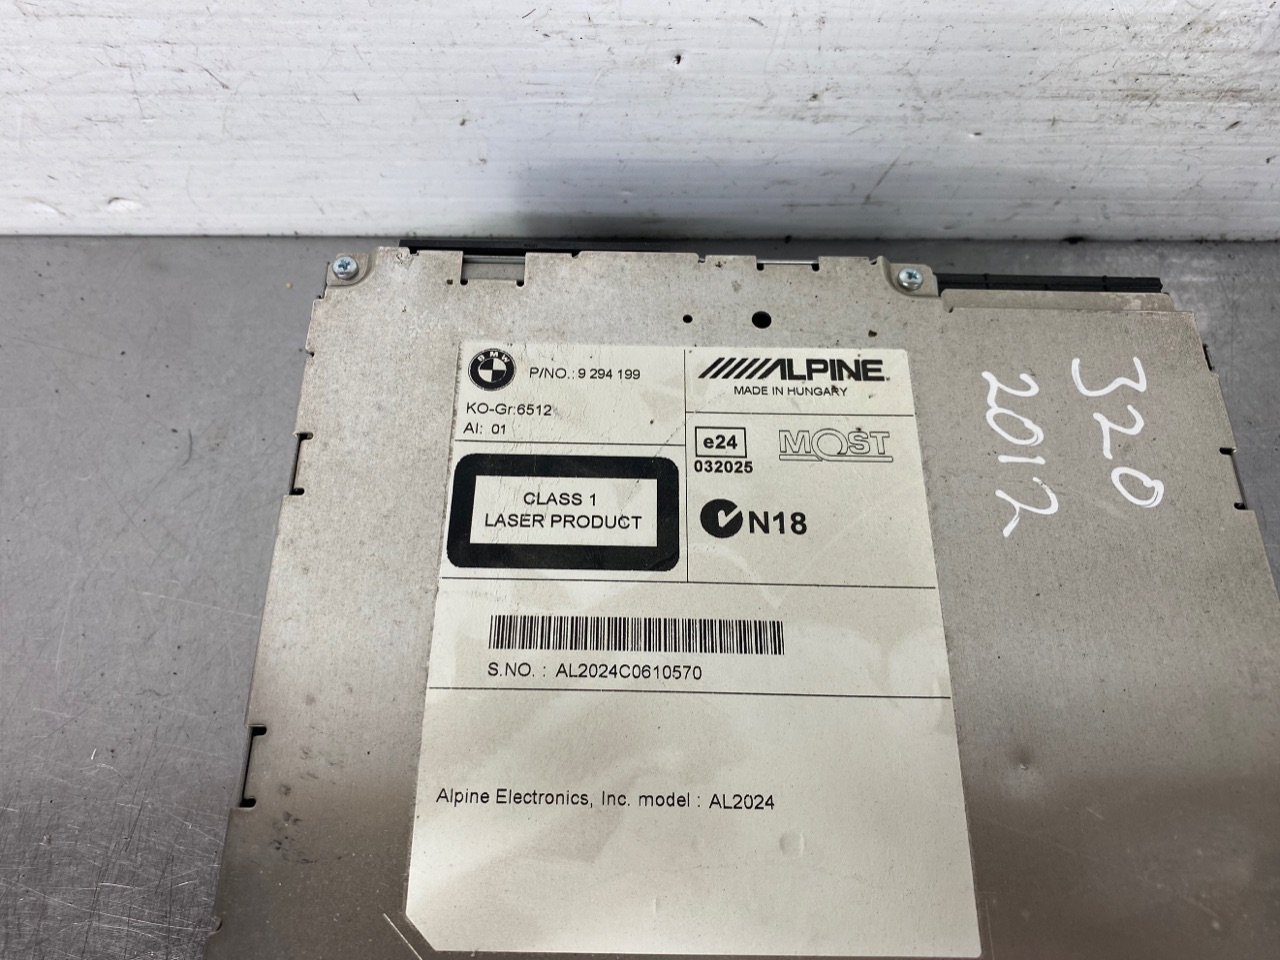 BMW
P/NO.: 9 294 199
KO-Gr:6512
AI: 01
ALPINE
MADE IN HUNGARY
e24
032025
MOST
N18
CLASS 1
LASER PRODUCT
S.NO. : AL2024C0610570
Alpine Electronics, Inc. model : AL2024
320
2012